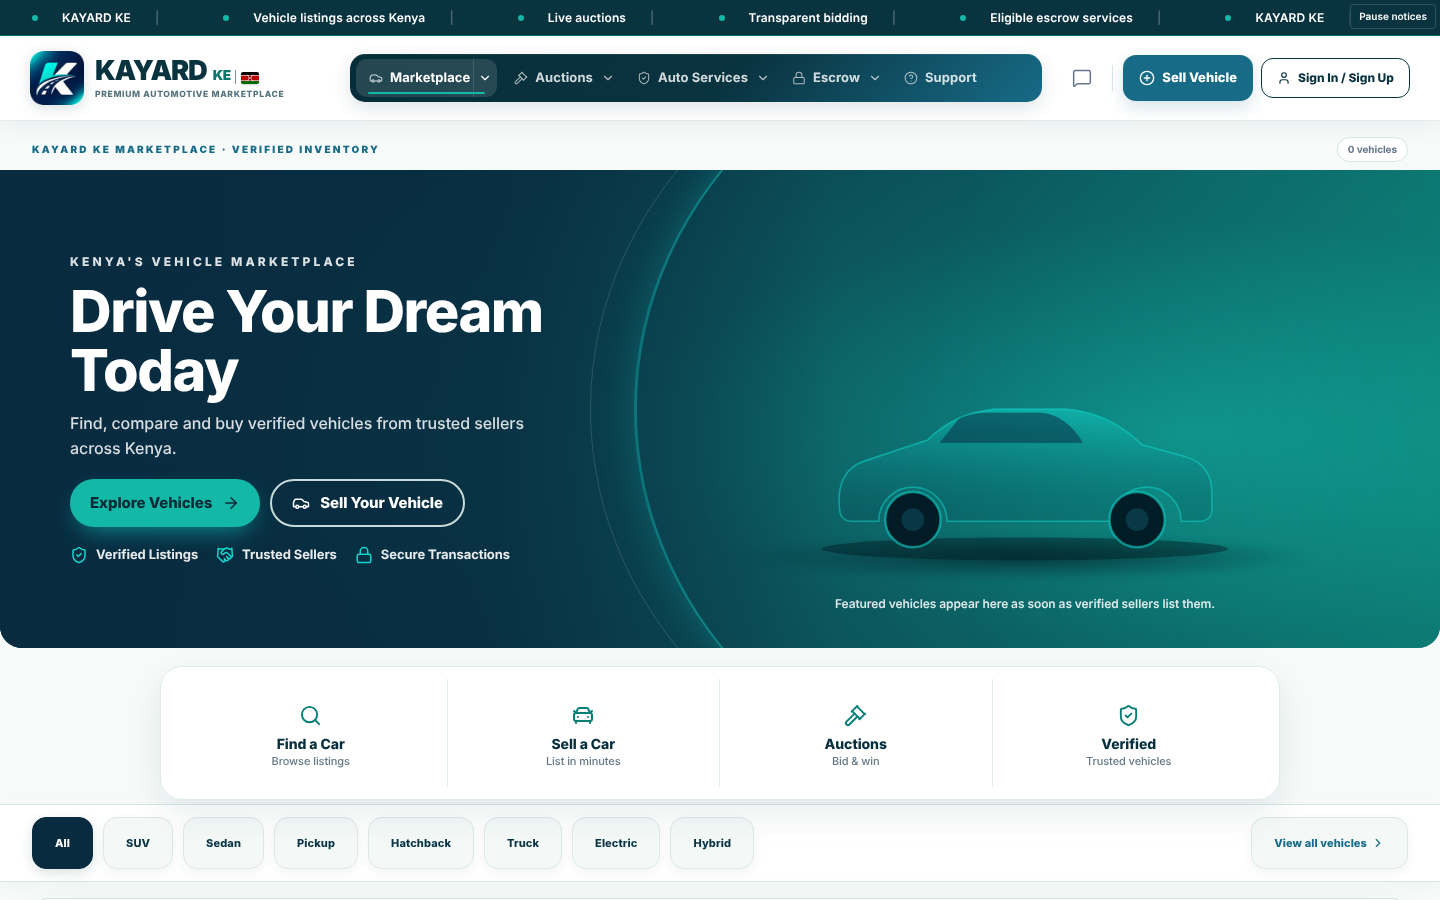 KAYARD KE
Vehicle listings across Kenya
Live auctions
Transparent bidding
Eligible escrow services
KAYARD KE
Pause notices
KAYARD KE
PREMIUM AUTOMOTIVE MARKETPLACE
Marketplace
Auctions
Auto Services
Escrow
Support
Sell Vehicle
Sign In / Sign Up
KAYARD KE MARKETPLACE · VERIFIED INVENTORY
0 vehicles
KENYA'S VEHICLE MARKETPLACE
Drive Your Dream
Today
Find, compare and buy verified vehicles from trusted sellers
across Kenya.
Explore Vehicles
Sell Your Vehicle
Verified Listings
Trusted Sellers
Secure Transactions
Featured vehicles appear here as soon as verified sellers list them.
Find a Car
Browse listings
Sell a Car
List in minutes
Auctions
Bid & win
Verified
Trusted vehicles
All
SUV
Sedan
Pickup
Hatchback
Truck
Electric
Hybrid
View all vehicles